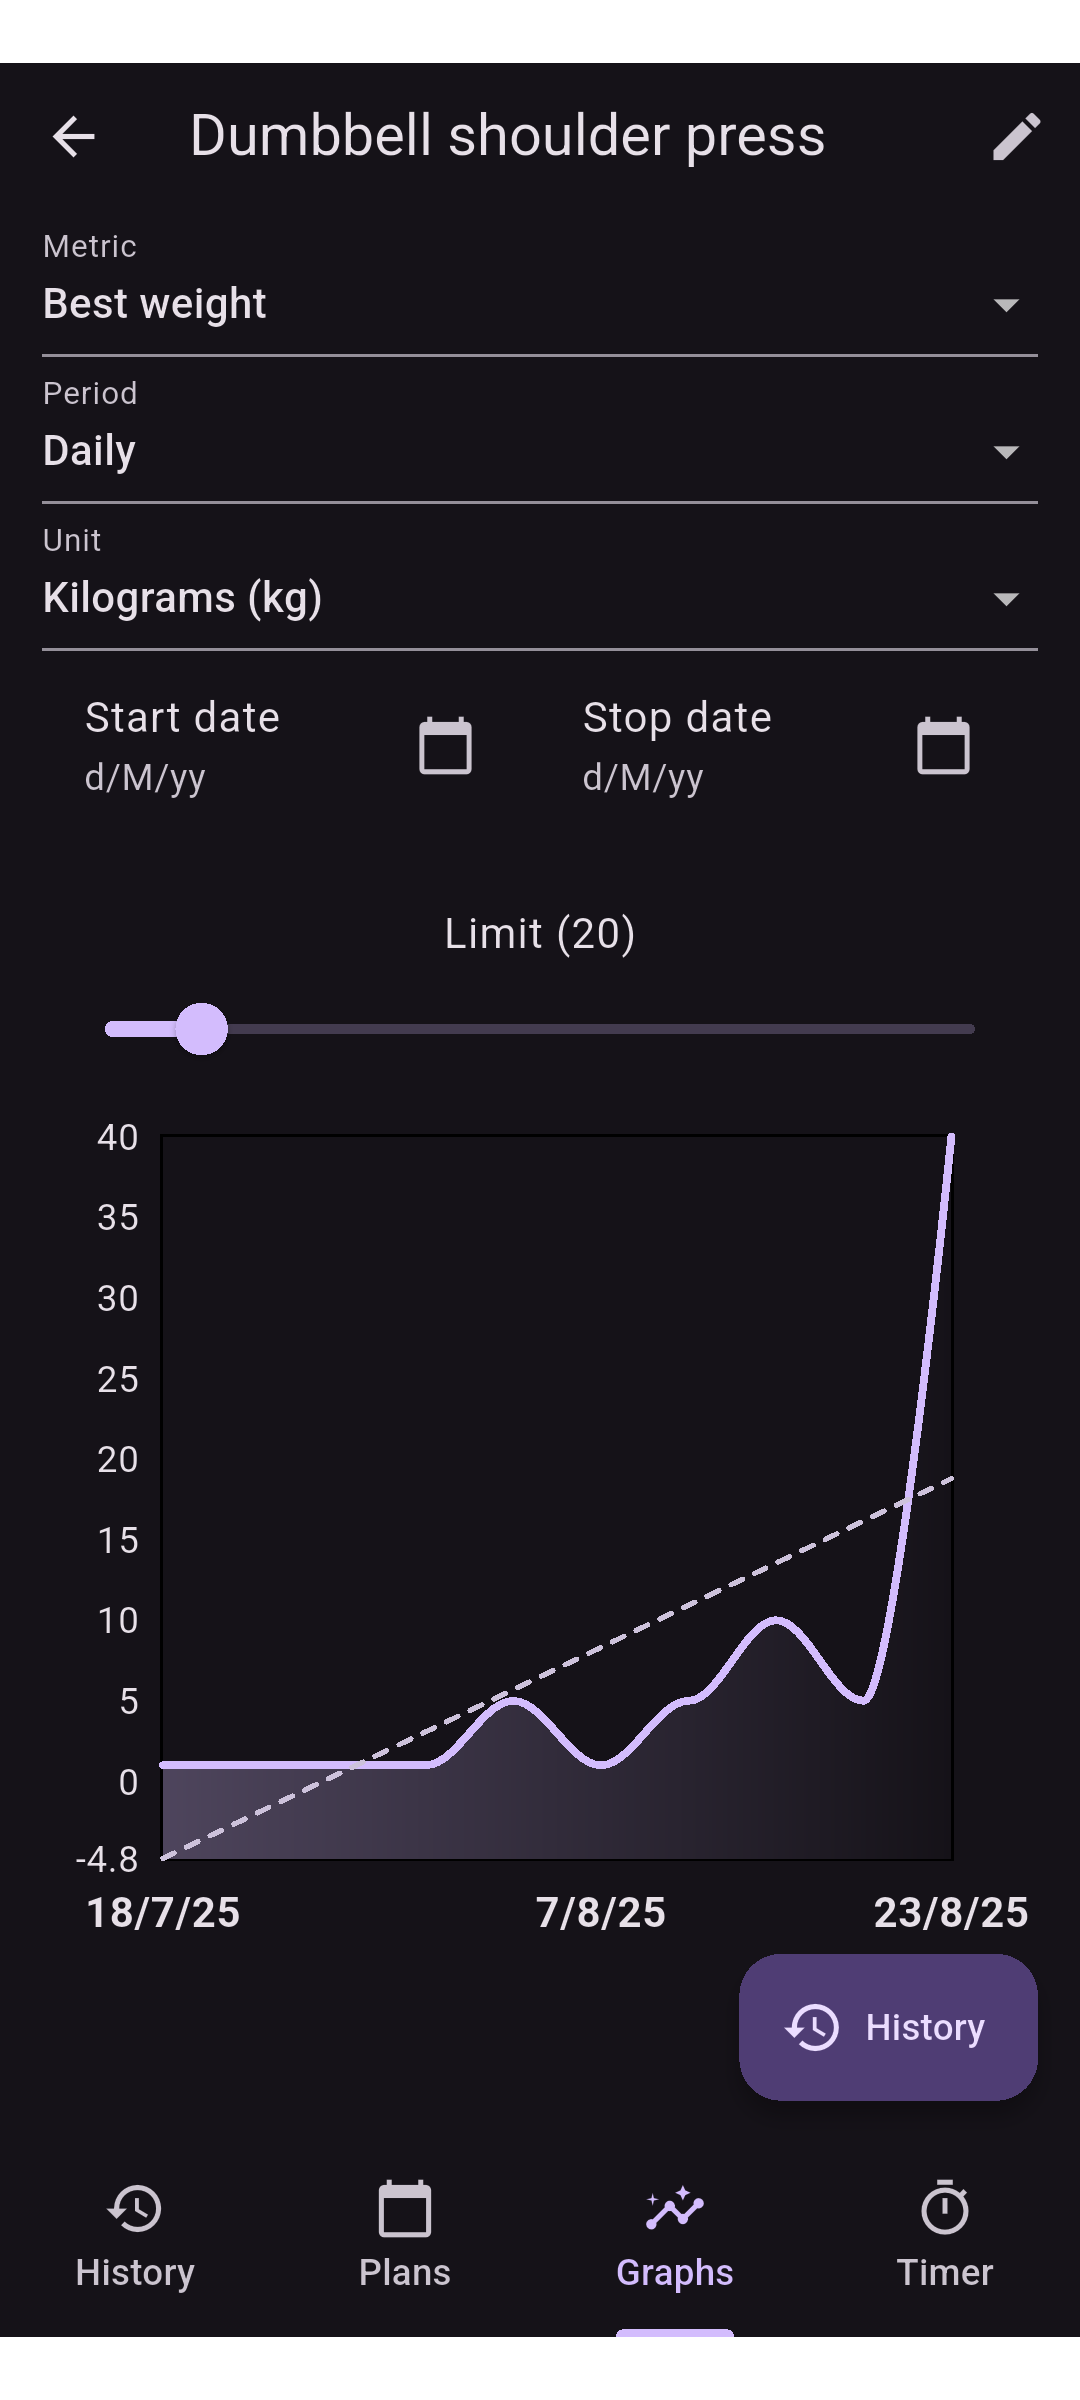 Dumbbell shoulder press
Metric
Best weight
Period
Daily
Unit
Kilograms (kg)
Start date
d/M/yy
Stop date
d/M/yy
Limit (20)
40
35
30
25
20
15
10
5
0
-4.8
18/7/25 7/8/25 23/8/25
History
History Plans Graphs Timer